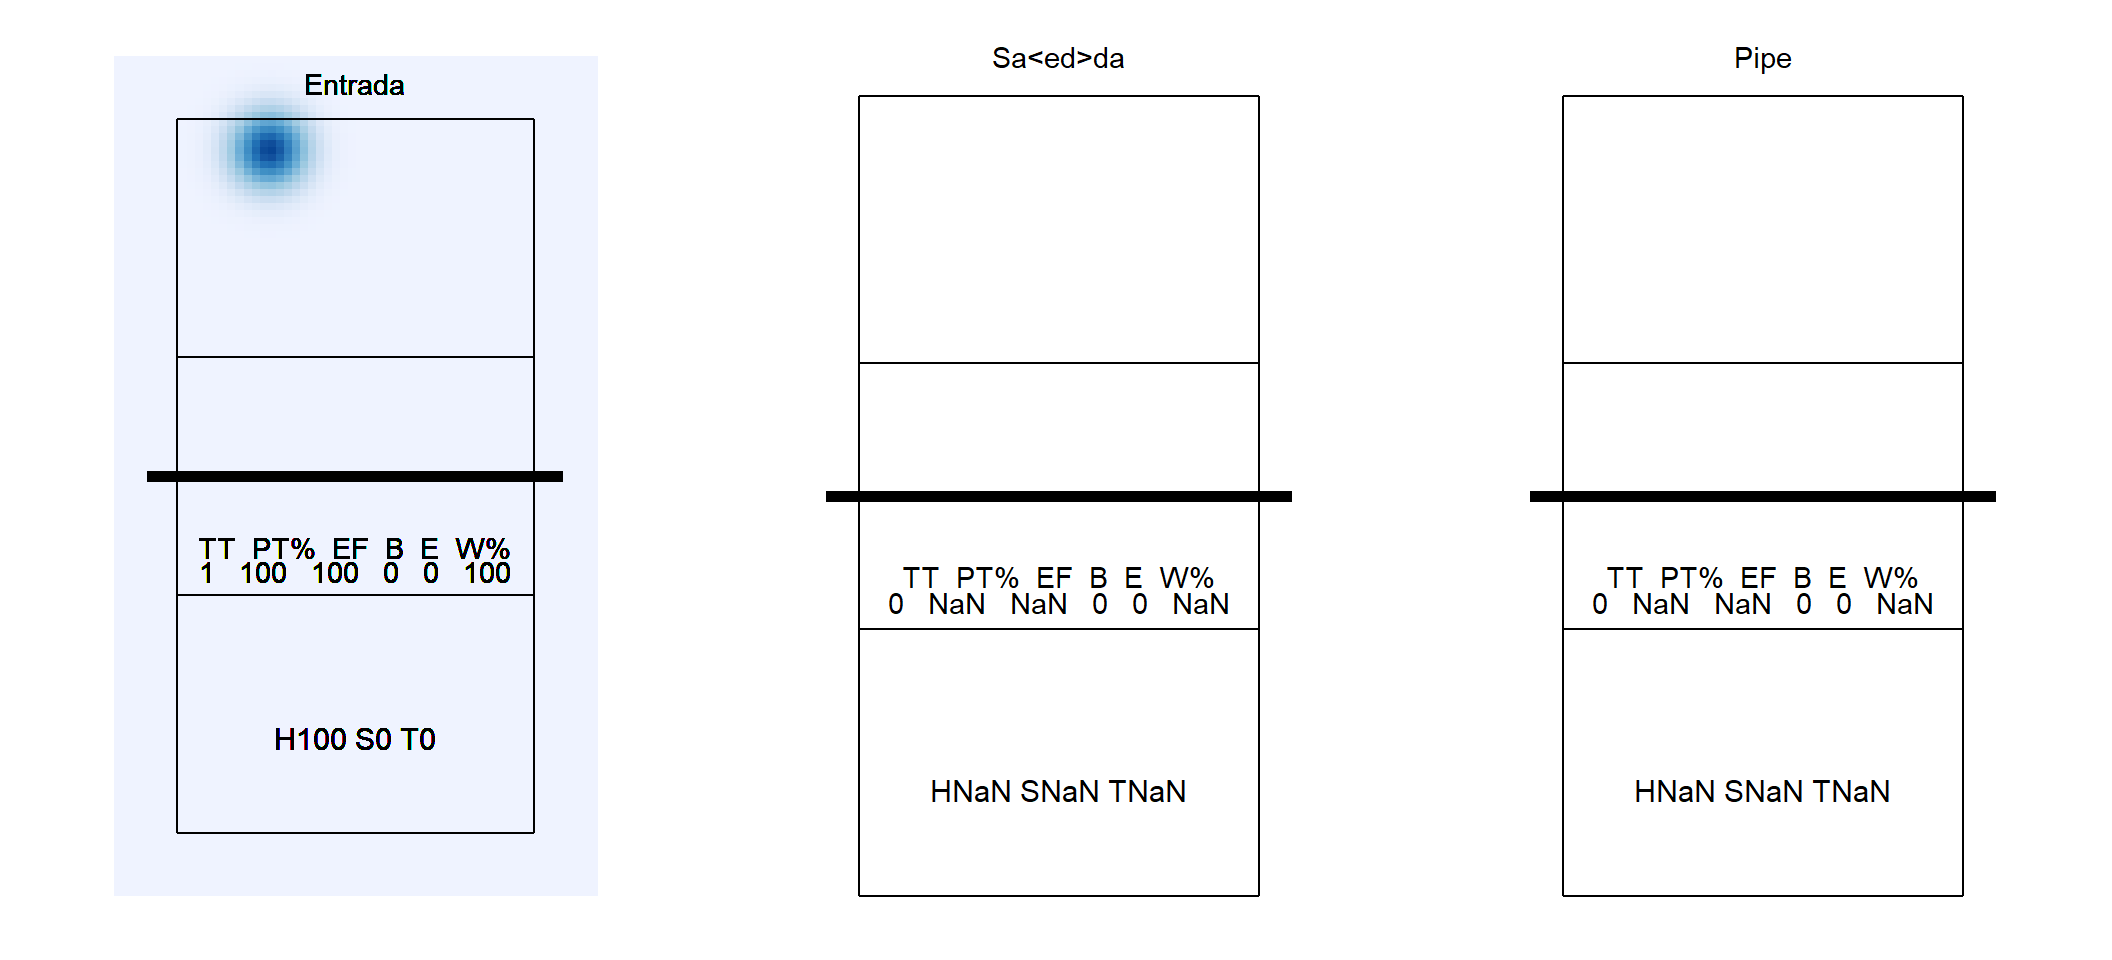 Entrada
TT PT% EF B E W%
1 100 100 0 0 100
H100 S0 T0
Sa<ed>da
TT PT% EF B E W%
0 NaN NaN 0 0 NaN
HNaN SNaN TNaN
Pipe
TT PT% EF B E W%
0 NaN NaN 0 0 NaN
HNaN SNaN TNaN